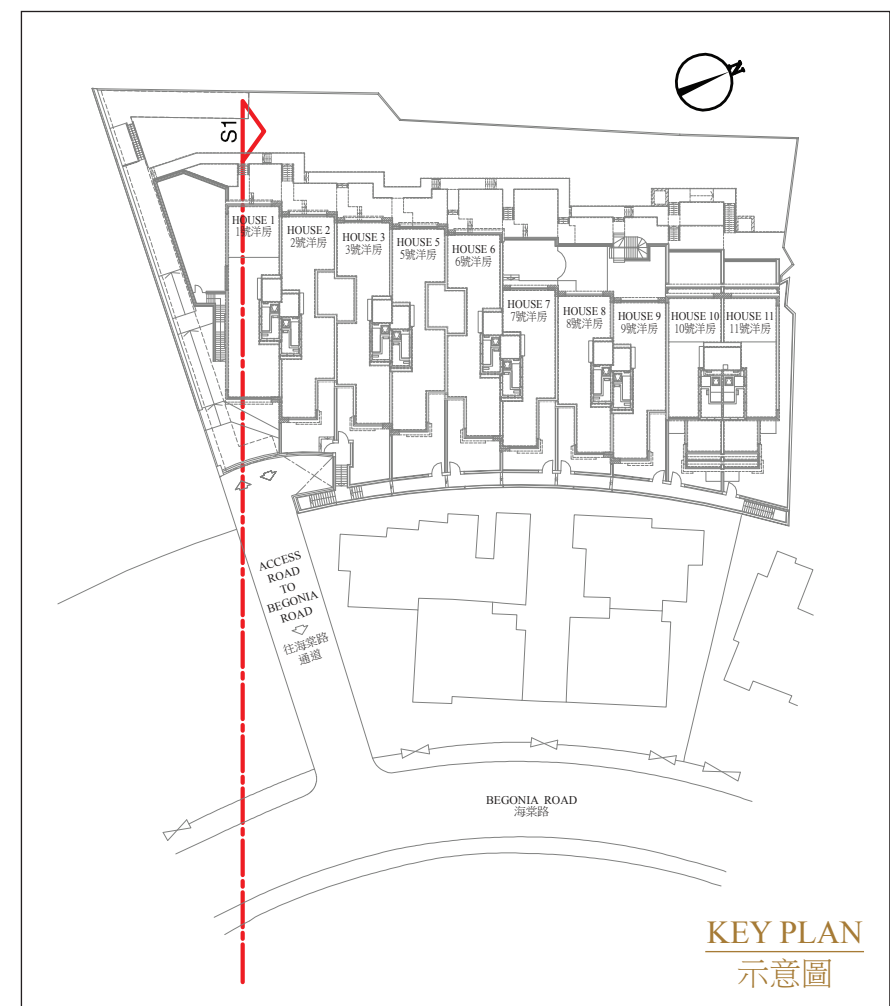 N
S1
HOUSE 1
1號洋房
HOUSE 2
2號洋房
HOUSE 3
3號洋房
HOUSE 5
5號洋房
HOUSE 6
6號洋房
HOUSE 7
7號洋房
HOUSE 8
8號洋房
HOUSE 9
9號洋房
HOUSE 10
10號洋房
HOUSE 11
11號洋房
ACCESS
ROAD
TO
BEGONIA
ROAD
往海棠路
通道
BEGONIA ROAD
海棠路
KEY PLAN
示意圖